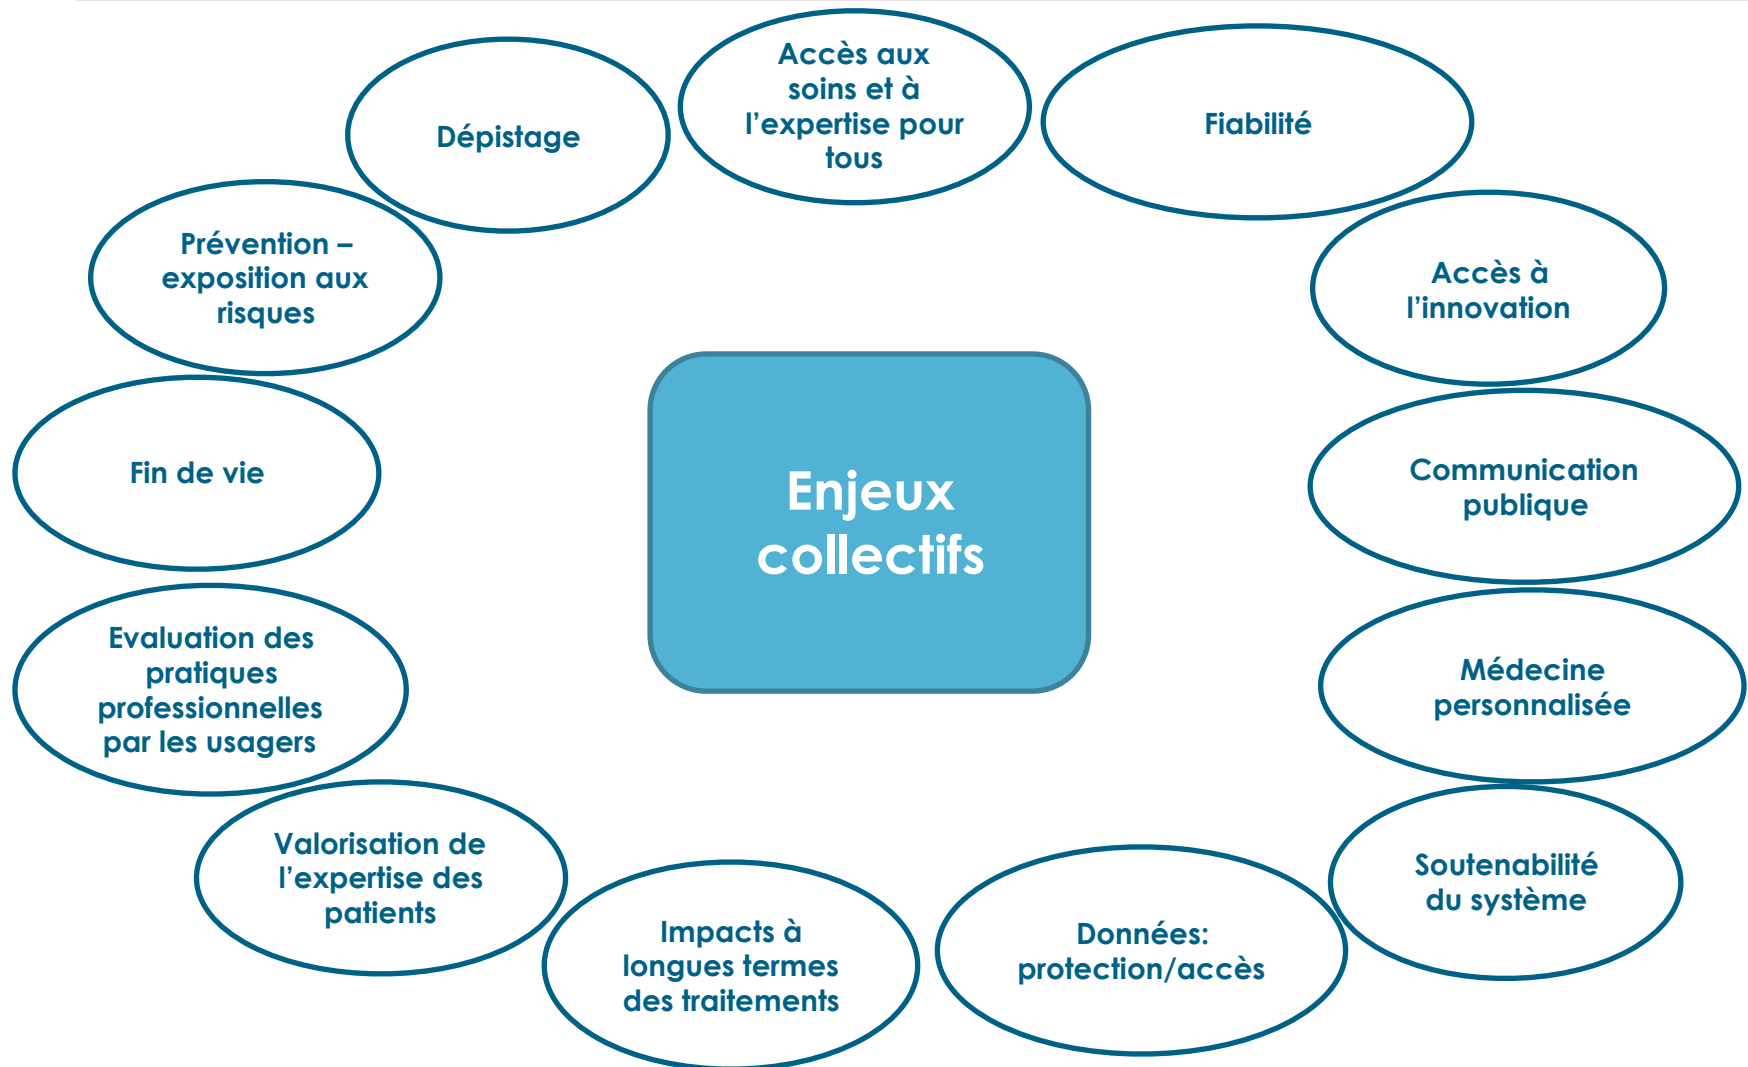 Accès aux
soins et à
l’expertise pour
tous
Fiabilité
Accès à
l’innovation
Communication
publique
Médecine
personnalisée
Soutenabilité
du système
Données:
protection/accès
Impacts à
longues termes
des traitements
Valorisation de
l’expertise des
patients
Evaluation des
pratiques
professionnelles
par les usagers
Fin de vie
Prévention –
exposition aux
risques
Dépistage
Enjeux
collectifs